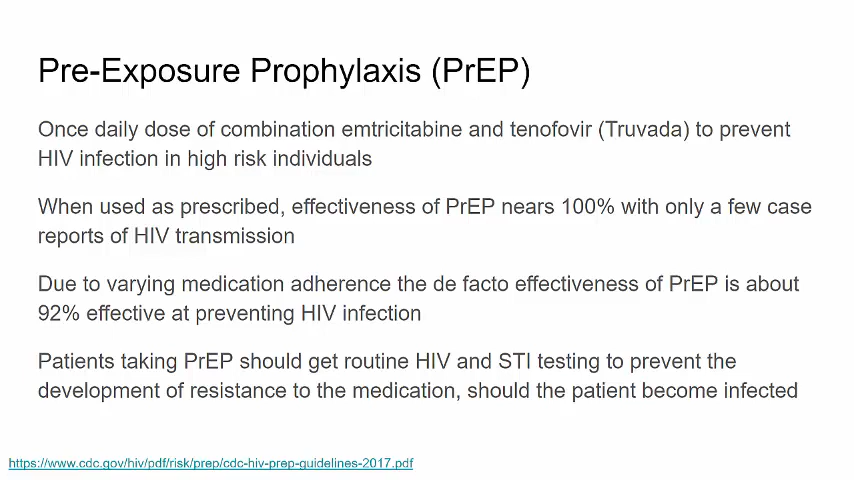 Pre-Exposure Prophylaxis (PrEP)
Once daily dose of combination emtricitabine and tenofovir (Truvada) to prevent
HIV infection in high risk individuals
When used as prescribed, effectiveness of PrEP nears 100% with only a few case
reports of HIV transmission
Due to varying medication adherence the de facto effectiveness of PrEP is about
92% effective at preventing HIV infection
Patients taking PrEP should get routine HIV and STI testing to prevent the
development of resistance to the medication, should the patient become infected
https://www.cdc.gov/hiv/pdf/risk/prep/cdc-hiv-prep-guidelines-2017.pdf